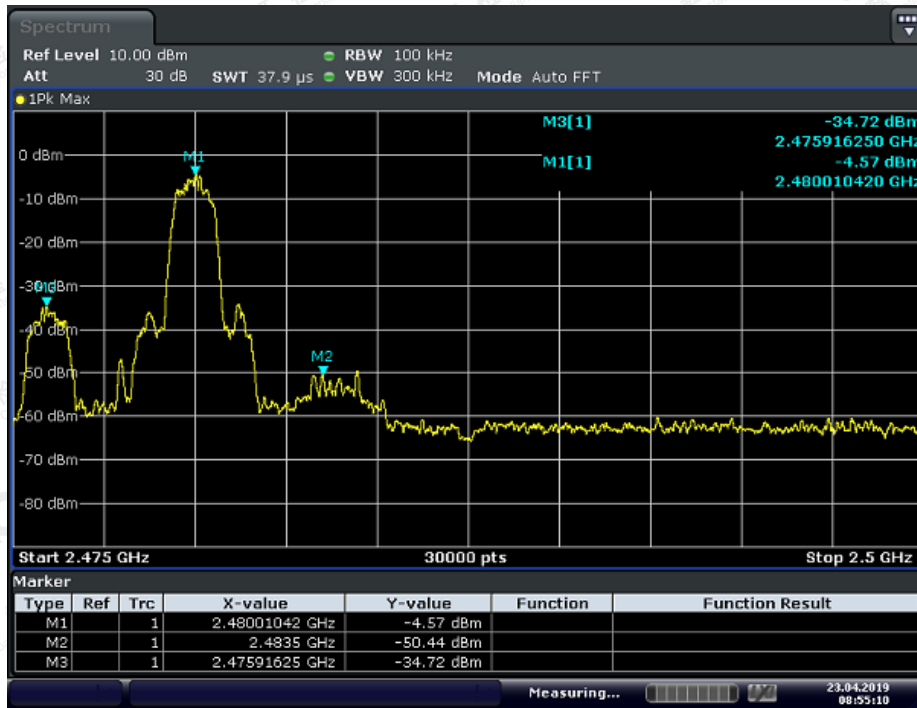 Spectrum
Ref Level 10.00 dBm RBW 100 kHz
Att 30 dB SWT 37.9 µs VBW 300 kHz Mode Auto FFT
1Pk Max
M3[1] -34.72 dBm
2.475916250 GHz
M1[1] -4.57 dBm
2.480010420 GHz
0 dBm
M1
-10 dBm
-20 dBm
-30 dBm
M3
-40 dBm
M2
-50 dBm
-60 dBm
-70 dBm
-80 dBm
Start 2.475 GHz 30000 pts Stop 2.5 GHz
Marker
Type Ref Trc X-value Y-value Function Function Result
M1 1 2.48001042 GHz -4.57 dBm
M2 1 2.4835 GHz -50.44 dBm
M3 1 2.47591625 GHz -34.72 dBm
Measuring... 23.04.2019
08:55:10